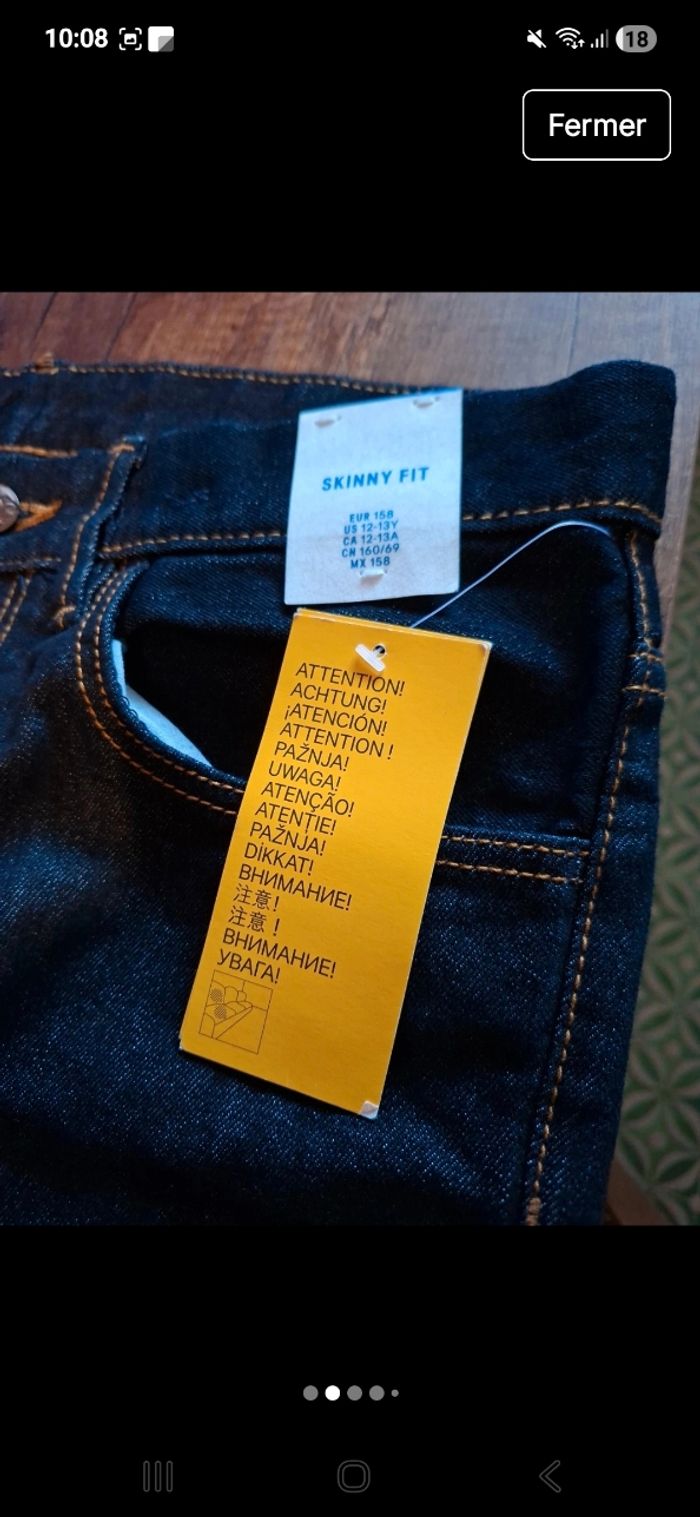 10:08
18
Fermer
SKINNY FIT
EUR 158
US 12-13Y
CA 12-13A
CN 160/69
MX 158
ATTENTION!
ACHTUNG!
¡ATENCIÓN!
ATTENTION !
PAŽNJA!
UWAGA!
ATENÇÃO!
ATENȚIE!
PAŽNJA!
DİKKAT!
ВНИМАНИЕ!
注意!
注意！
ВНИМАНИЕ!
УВАГА!